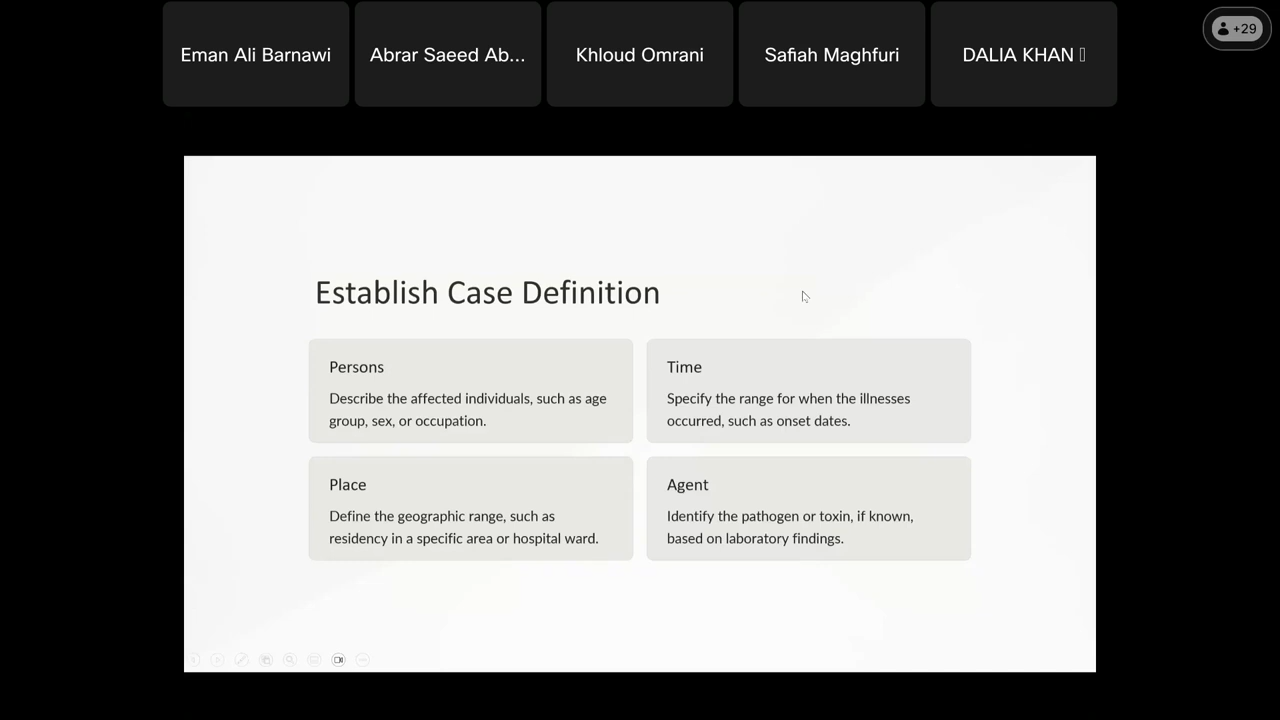 Eman Ali Barnawi
Abrar Saeed Ab...
Khloud Omrani
Safiah Maghfuri
DALIA KHAN
+29
Establish Case Definition
Persons
Describe the affected individuals, such as age
group, sex, or occupation.
Time
Specify the range for when the illnesses
occurred, such as onset dates.
Place
Define the geographic range, such as
residency in a specific area or hospital ward.
Agent
Identify the pathogen or toxin, if known,
based on laboratory findings.